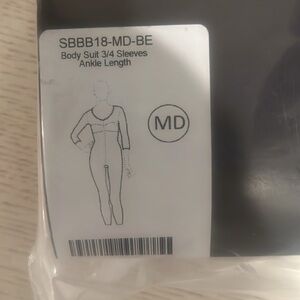 SBBB18-MD-BE
Body Suit 3/4 Sleeves
Ankle Length
MD